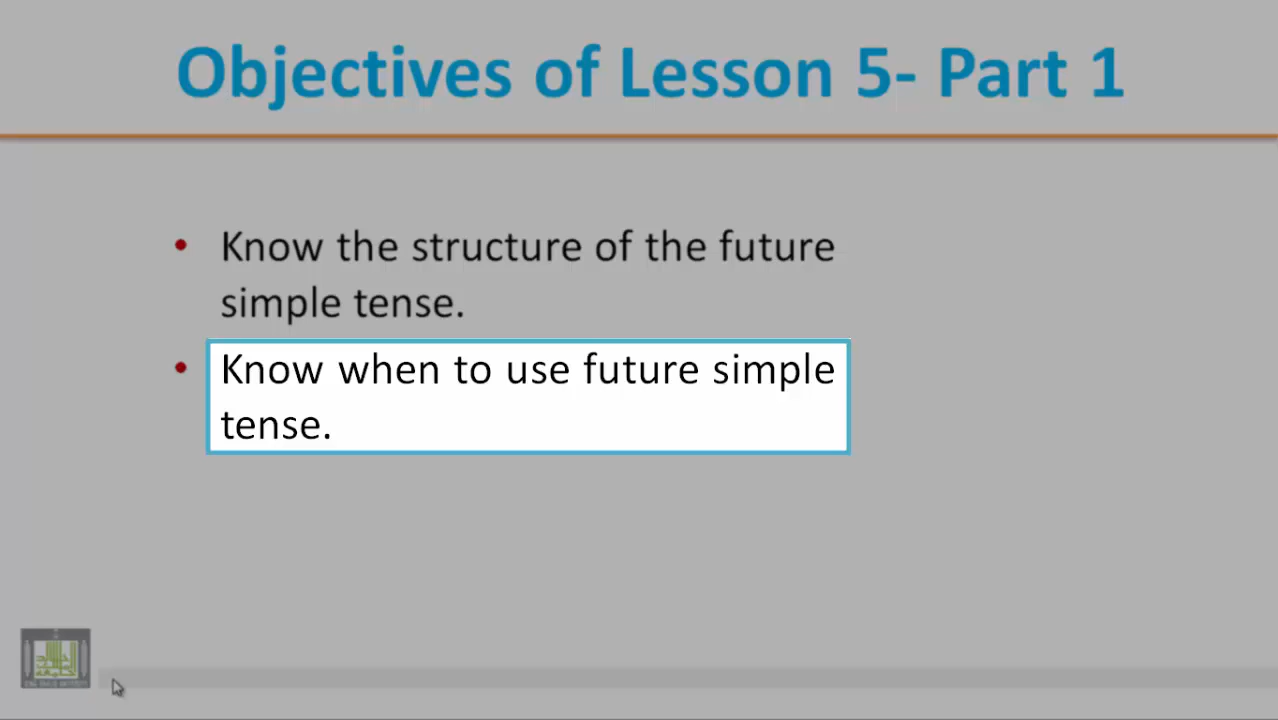 Objectives of Lesson 5- Part 1
• Know the structure of the future
simple tense.
• Know when to use future simple
tense.